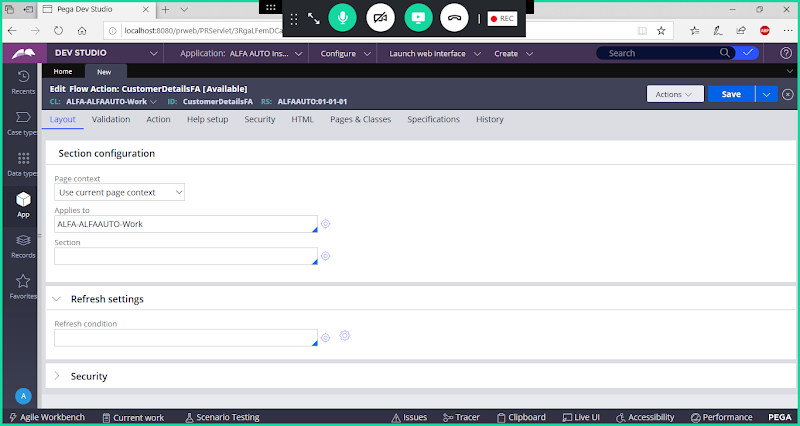 Pega Dev Studio
localhost:8080/prweb/PRServlet/3RgaLFemDCa
REC
DEV STUDIO
Application: ALFA AUTO Ins...
Configure
Launch web interface
Create
Search
Home
New
Edit Flow Action: CustomerDetailsFA [Available]
CL: ALFA-ALFAAUTO-Work ID: CustomerDetailsFA RS: ALFAAUTO:01-01-01
Actions
Save
Recents
Case types
Data types
App
Records
Favorites
A
Layout Validation Action Help setup Security HTML Pages & Classes Specifications History
Section configuration
Page context
Use current page context
Applies to
ALFA-ALFAAUTO-Work
Section
Refresh settings
Refresh condition
Security
Agile Workbench
Current work
Scenario Testing
Issues
Tracer
Clipboard
Live UI
Accessibility
Performance
PEGA